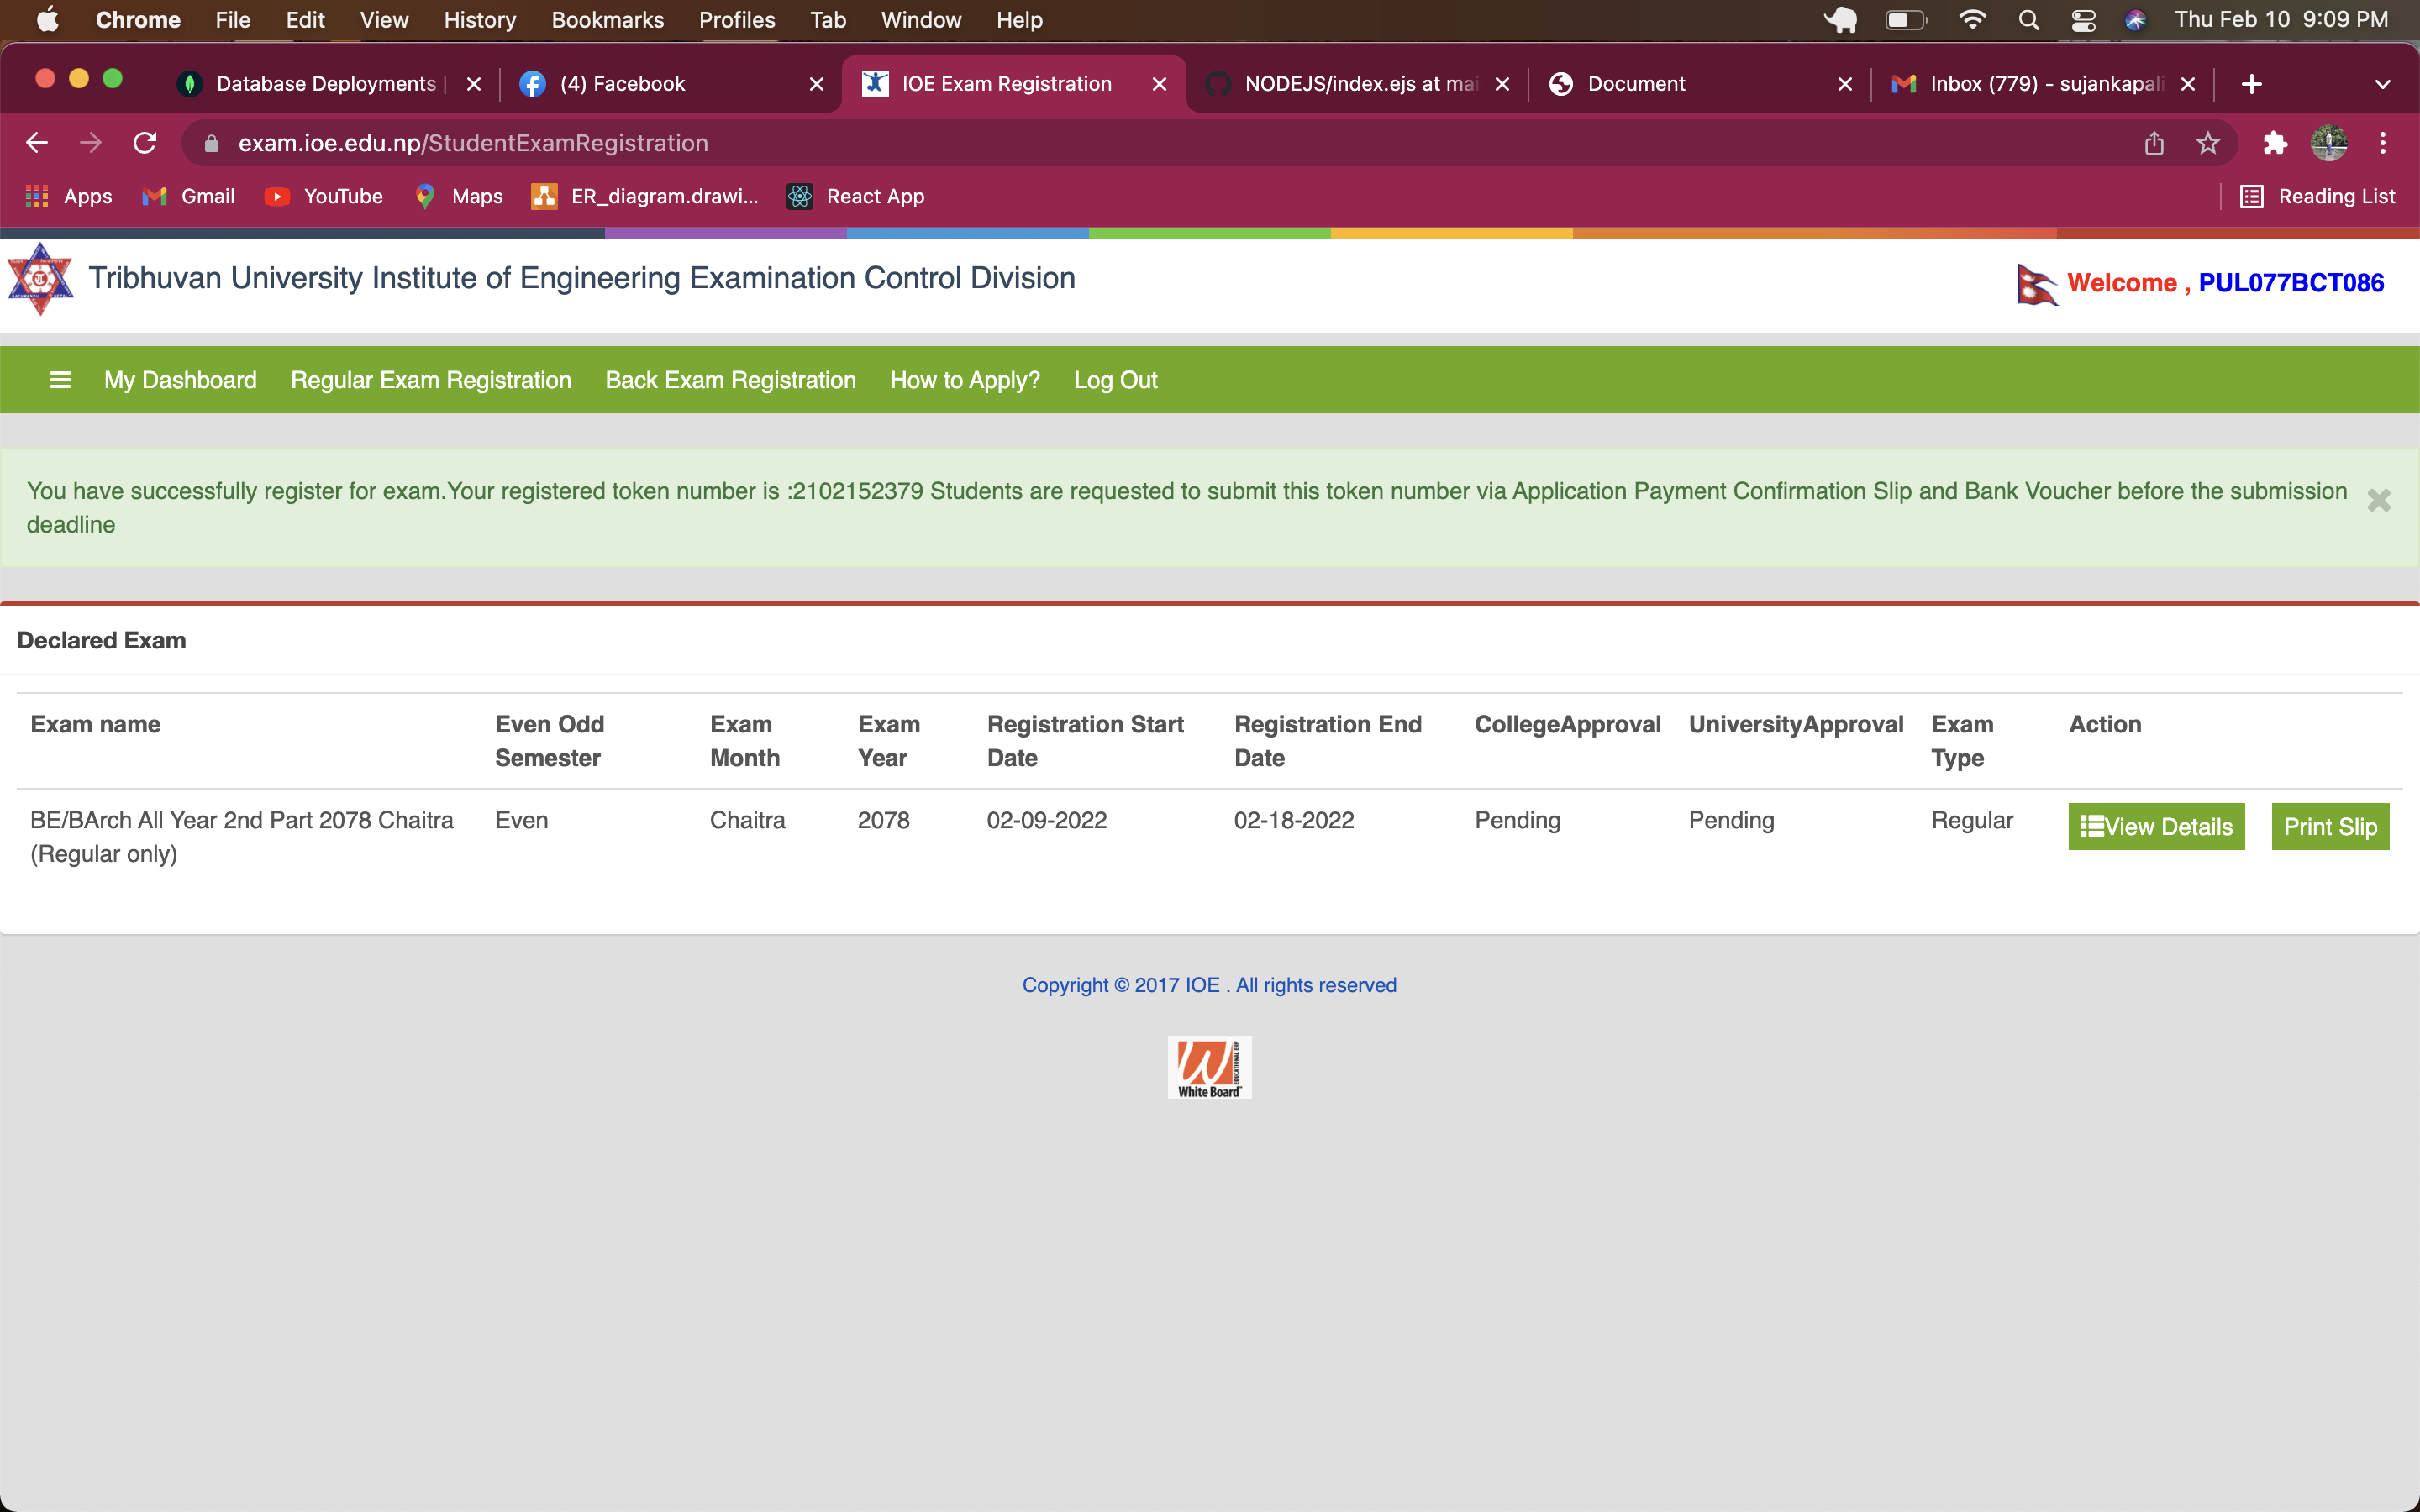 Chrome File Edit View History Bookmarks Profiles Tab Window Help Thu Feb 10 9:09 PM
Database Deployments (4) Facebook IOE Exam Registration NODEJS/index.ejs at mai Document Inbox (779) - sujankapali
exam.ioe.edu.np/StudentExamRegistration
Apps Gmail YouTube Maps ER_diagram.drawi... React App Reading List
Tribhuvan University Institute of Engineering Examination Control Division
Welcome , PUL077BCT086
My Dashboard Regular Exam Registration Back Exam Registration How to Apply? Log Out
You have successfully register for exam.Your registered token number is :2102152379 Students are requested to submit this token number via Application Payment Confirmation Slip and Bank Voucher before the submission
deadline
Declared Exam
Exam name Even Odd Exam Exam Registration Start Registration End CollegeApproval UniversityApproval Exam Action
Semester Month Year Date Date Type
BE/BArch All Year 2nd Part 2078 Chaitra Even Chaitra 2078 02-09-2022 02-18-2022 Pending Pending Regular View Details Print Slip
(Regular only)
Copyright © 2017 IOE . All rights reserved
White Board
EDUCATIONAL ERP